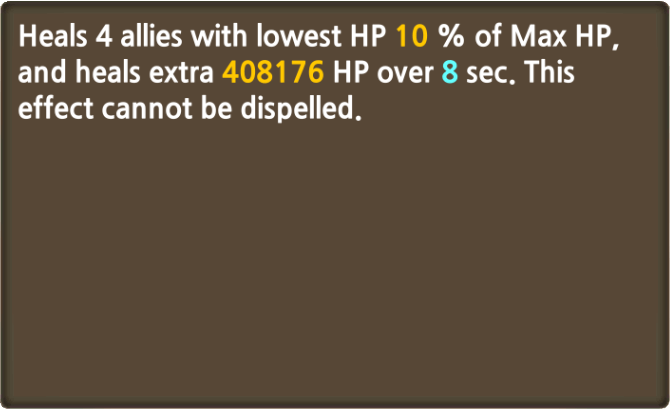 Heals 4 allies with lowest HP 10 % of Max HP,
and heals extra 408176 HP over 8 sec. This
effect cannot be dispelled.